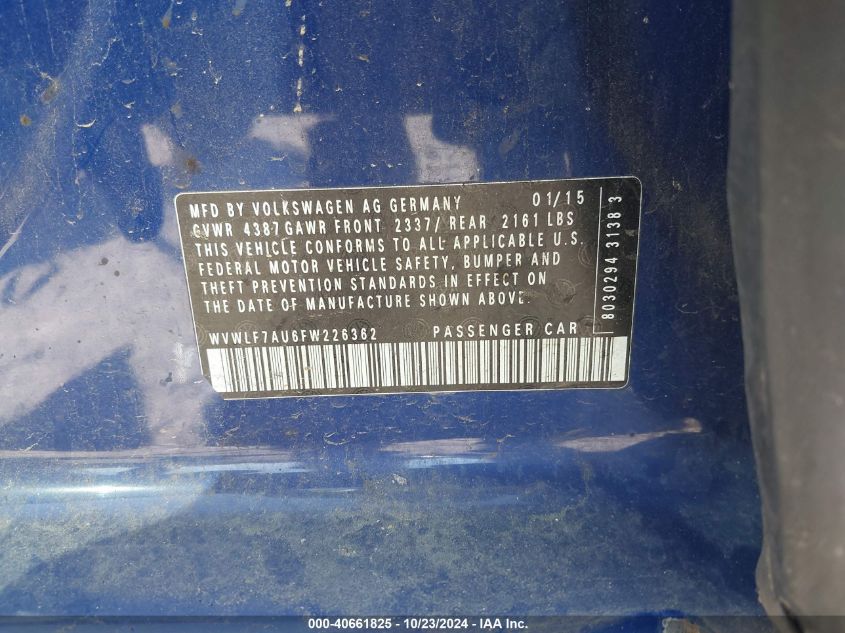 MFD BY VOLKSWAGEN AG GERMANY 01/15
GVWR 4387 GAWR FRONT 2337/ REAR 2161 LBS
THIS VEHICLE CONFORMS TO ALL APPLICABLE U.S.
FEDERAL MOTOR VEHICLE SAFETY, BUMPER AND
THEFT PREVENTION STANDARDS IN EFFECT ON
THE DATE OF MANUFACTURE SHOWN ABOVE.
WVWLF7AU6FW226362 PASSENGER CAR
8030294 3138 3
000-40661825 - 10/23/2024 - IAA Inc.